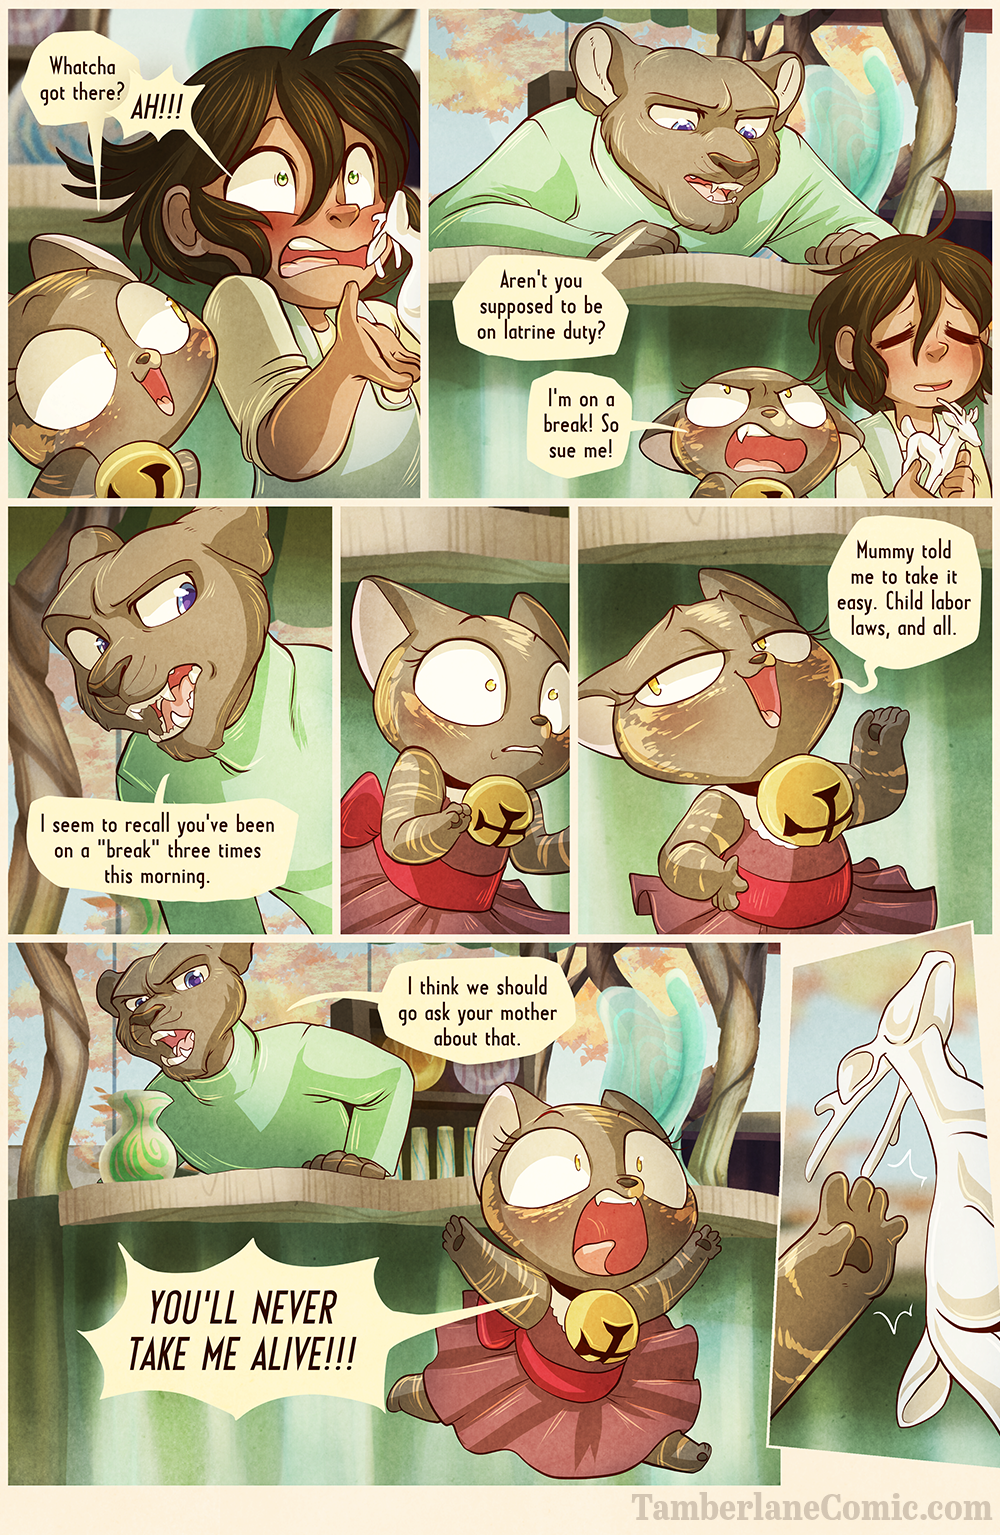 Whatcha
got there?
AH!!!
Aren't you
supposed to be
on latrine duty?
I'm on a
break! So
sue me!
I seem to recall you've been
on a "break" three times
this morning.
Mummy told
me to take it
easy. Child labor
laws, and all.
I think we should
go ask your mother
about that.
YOU'LL NEVER
TAKE ME ALIVE!!!
TamberlaneComic.com